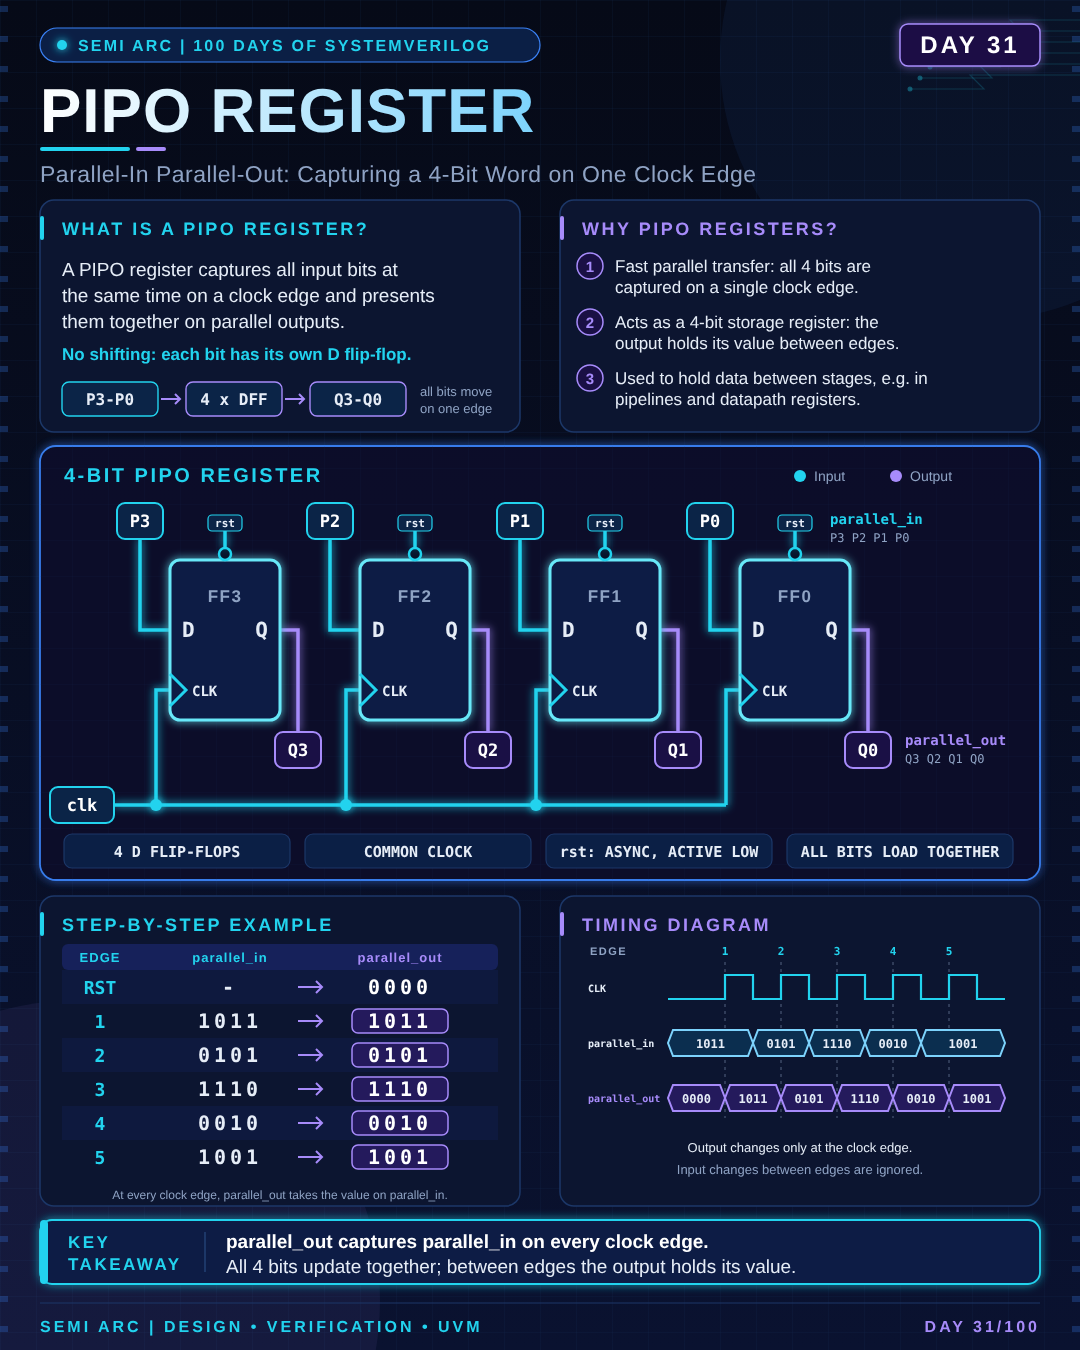 SEMI ARC | 100 DAYS OF SYSTEMVERILOG
DAY 31
PIPO REGISTER
Parallel-In Parallel-Out: Capturing a 4-Bit Word on One Clock Edge
WHAT IS A PIPO REGISTER?
A PIPO register captures all input bits at
the same time on a clock edge and presents
them together on parallel outputs.
No shifting: each bit has its own D flip-flop.
P3-P0
4 x DFF
Q3-Q0
all bits move
on one edge
WHY PIPO REGISTERS?
1 Fast parallel transfer: all 4 bits are
captured on a single clock edge.
2 Acts as a 4-bit storage register: the
output holds its value between edges.
3 Used to hold data between stages, e.g. in
pipelines and datapath registers.
4-BIT PIPO REGISTER
Input
Output
P3 rst P2 rst P1 rst P0 rst
parallel_in
P3 P2 P1 P0
FF3 FF2 FF1 FF0
D Q D Q D Q D Q
CLK CLK CLK CLK
Q3 Q2 Q1 Q0
parallel_out
Q3 Q2 Q1 Q0
clk
4 D FLIP-FLOPS
COMMON CLOCK
rst: ASYNC, ACTIVE LOW
ALL BITS LOAD TOGETHER
STEP-BY-STEP EXAMPLE
EDGE parallel_in parallel_out
RST - 0000
1 1011 1011
2 0101 0101
3 1110 1110
4 0010 0010
5 1001 1001
At every clock edge, parallel_out takes the value on parallel_in.
TIMING DIAGRAM
EDGE 1 2 3 4 5
CLK
parallel_in 1011 0101 1110 0010 1001
parallel_out 0000 1011 0101 1110 0010 1001
Output changes only at the clock edge.
Input changes between edges are ignored.
KEY
TAKEAWAY
parallel_out captures parallel_in on every clock edge.
All 4 bits update together; between edges the output holds its value.
SEMI ARC | DESIGN • VERIFICATION • UVM
DAY 31/100